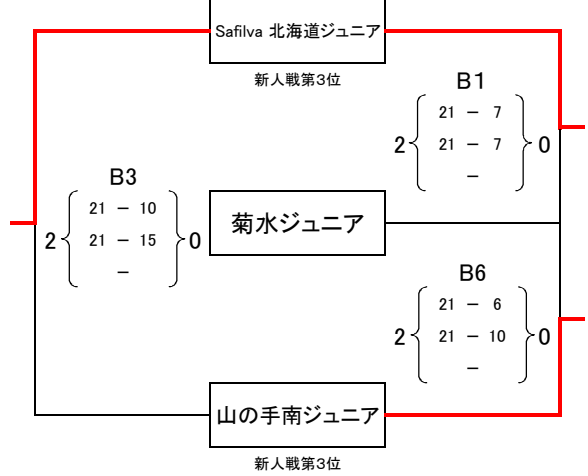 Safilva 北海道ジュニア
新人戦第3位
B1
21 － 7
2 21 － 7 0
－
B3
21 － 10
2 21 － 15 0
－
菊水ジュニア
B6
21 － 6
2 21 － 10 0
－
山の手南ジュニア
新人戦第3位